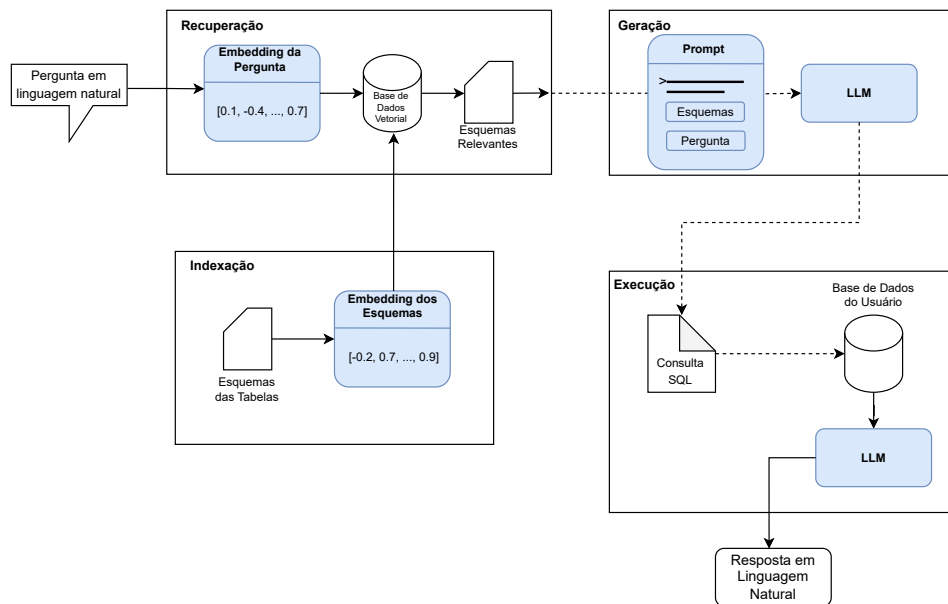 Recuperação
Pergunta em
linguagem natural
Embedding da
Pergunta
[0.1, -0.4, ..., 0.7]
Base de
Dados
Vetorial
Esquemas
Relevantes
Geração
Prompt
>
Esquemas
Pergunta
LLM
Indexação
Esquemas
das Tabelas
Embedding dos
Esquemas
[-0.2, 0.7, ..., 0.9]
Execução
Consulta
SQL
Base de Dados
do Usuário
LLM
Resposta em
Linguagem
Natural